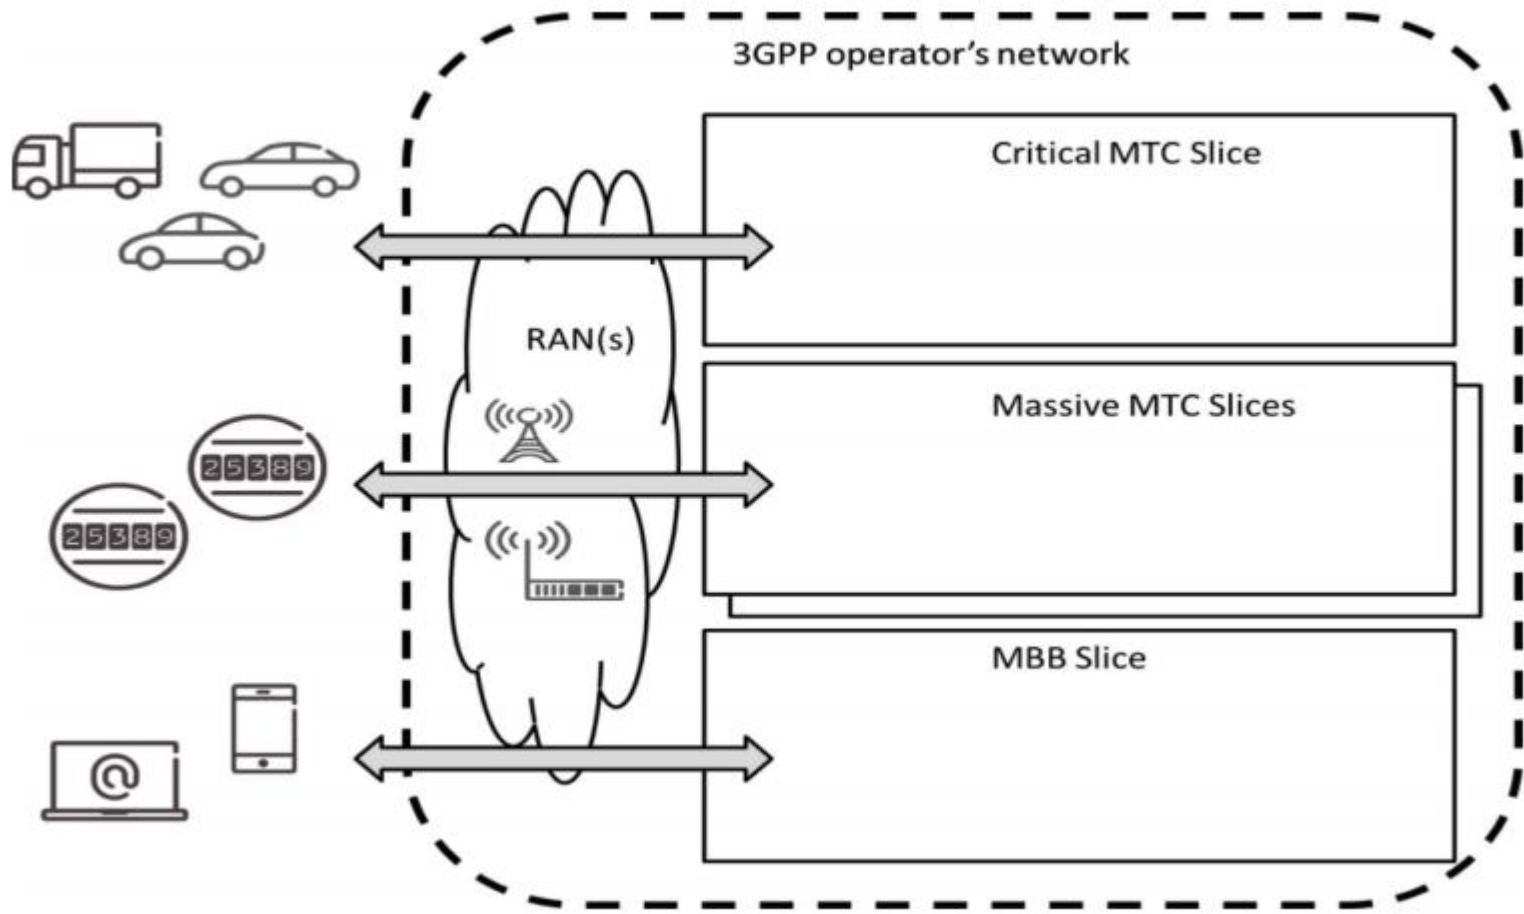 3GPP operator's network
Critical MTC Slice
RAN(s)
Massive MTC Slices
25389
25389
MBB Slice
@